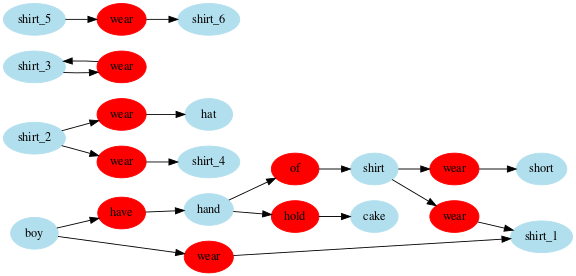 shirt_5 wear shirt_6
shirt_3 wear
wear hat
shirt_2
wear shirt_4
of shirt wear short
have hand hold cake wear
boy
wear shirt_1